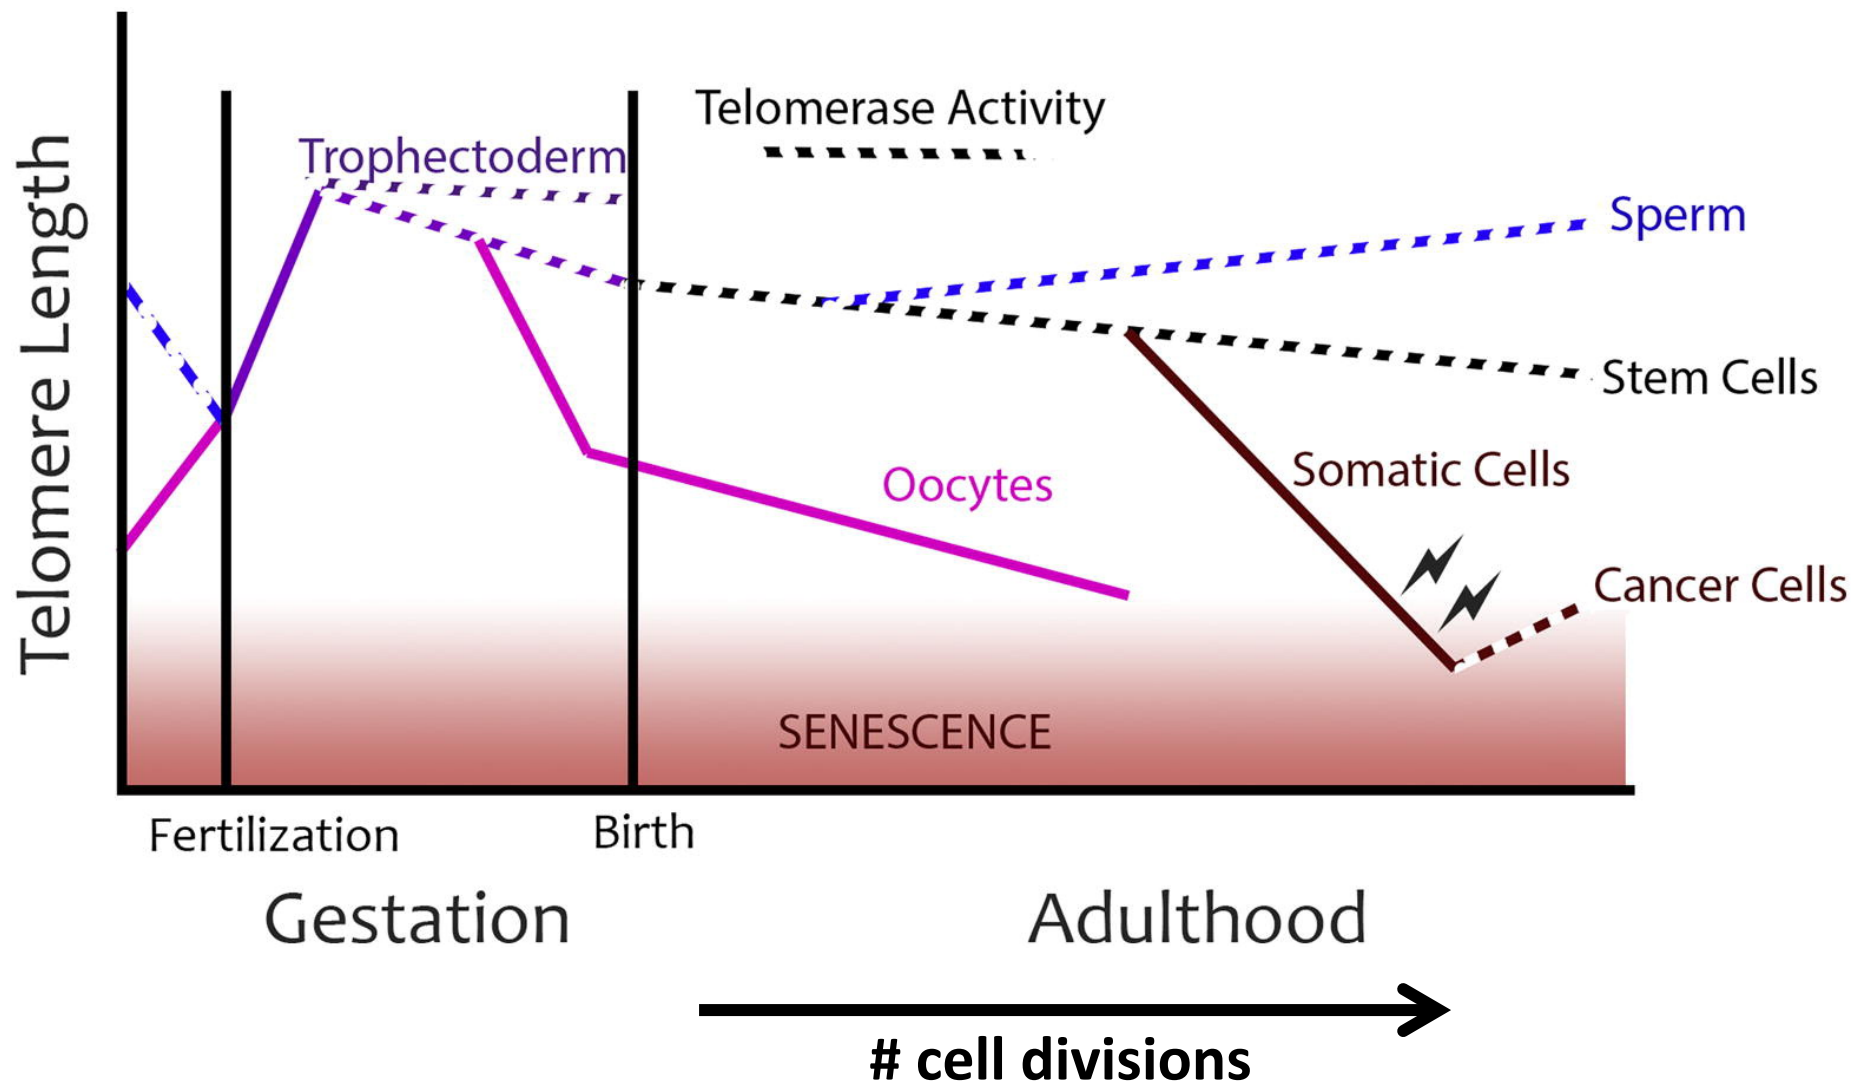 Telomere Length
Telomerase Activity
Trophectoderm
Sperm
Stem Cells
Somatic Cells
Oocytes
Cancer Cells
SENESCENCE
Fertilization
Birth
Gestation
Adulthood
# cell divisions